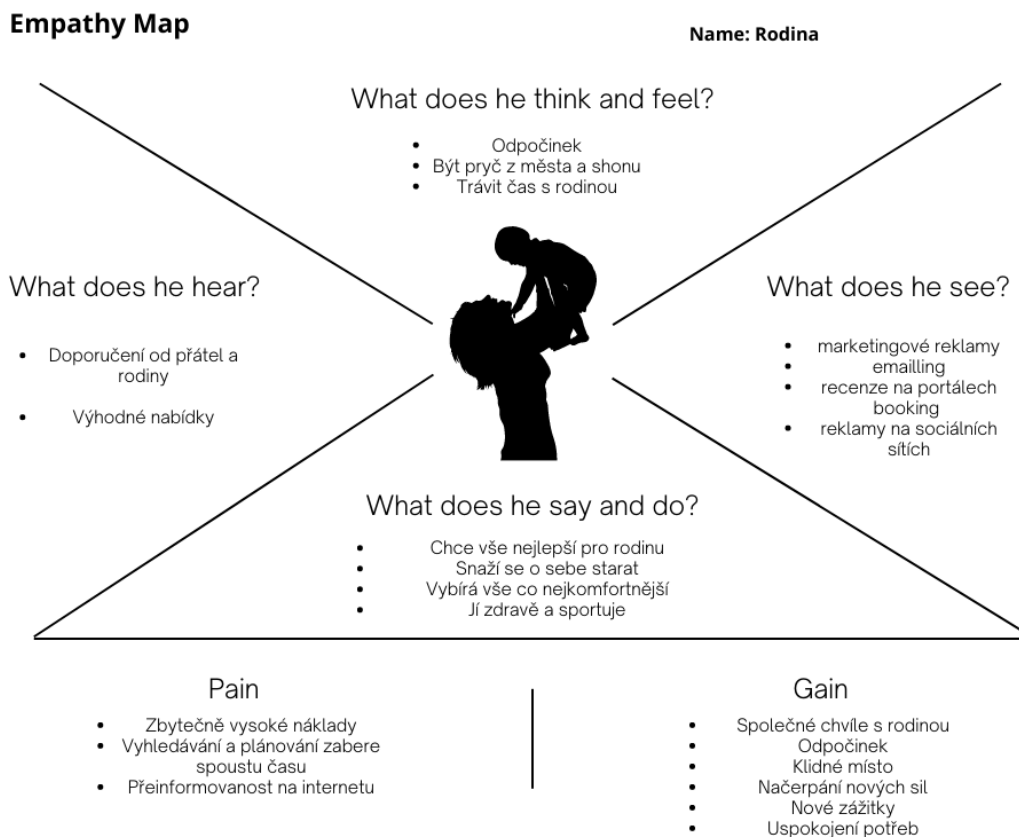 Empathy Map
Name: Rodina
What does he think and feel?
• Odpočinek
• Být pryč z města a shonu
• Trávit čas s rodinou
What does he hear?
• Doporučení od přátel a
rodiny
• Výhodné nabídky
What does he see?
• marketingové reklamy
• emailling
• recenze na portálech
booking
• reklamy na sociálních
sítích
What does he say and do?
• Chce vše nejlepší pro rodinu
• Snaží se o sebe starat
• Vybírá vše co nejkomfortnější
• Jí zdravě a sportuje
Pain
• Zbytečně vysoké náklady
• Vyhledávání a plánování zabere
spoustu času
• Přeinformovanost na internetu
Gain
• Společné chvíle s rodinou
• Odpočinek
• Klidné místo
• Načerpání nových sil
• Nové zážitky
• Uspokojení potřeb